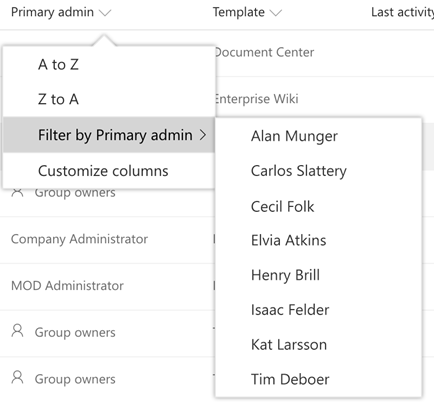 Primary admin Template Last activity
Document Center
A to Z
Z to A
Enterprise Wiki
Filter by Primary admin
Alan Munger
Customize columns
Carlos Slattery
Group owners
Cecil Folk
Company Administrator
Elvia Atkins
MOD Administrator
Henry Brill
Isaac Felder
Group owners
Kat Larsson
Group owners
Tim Deboer